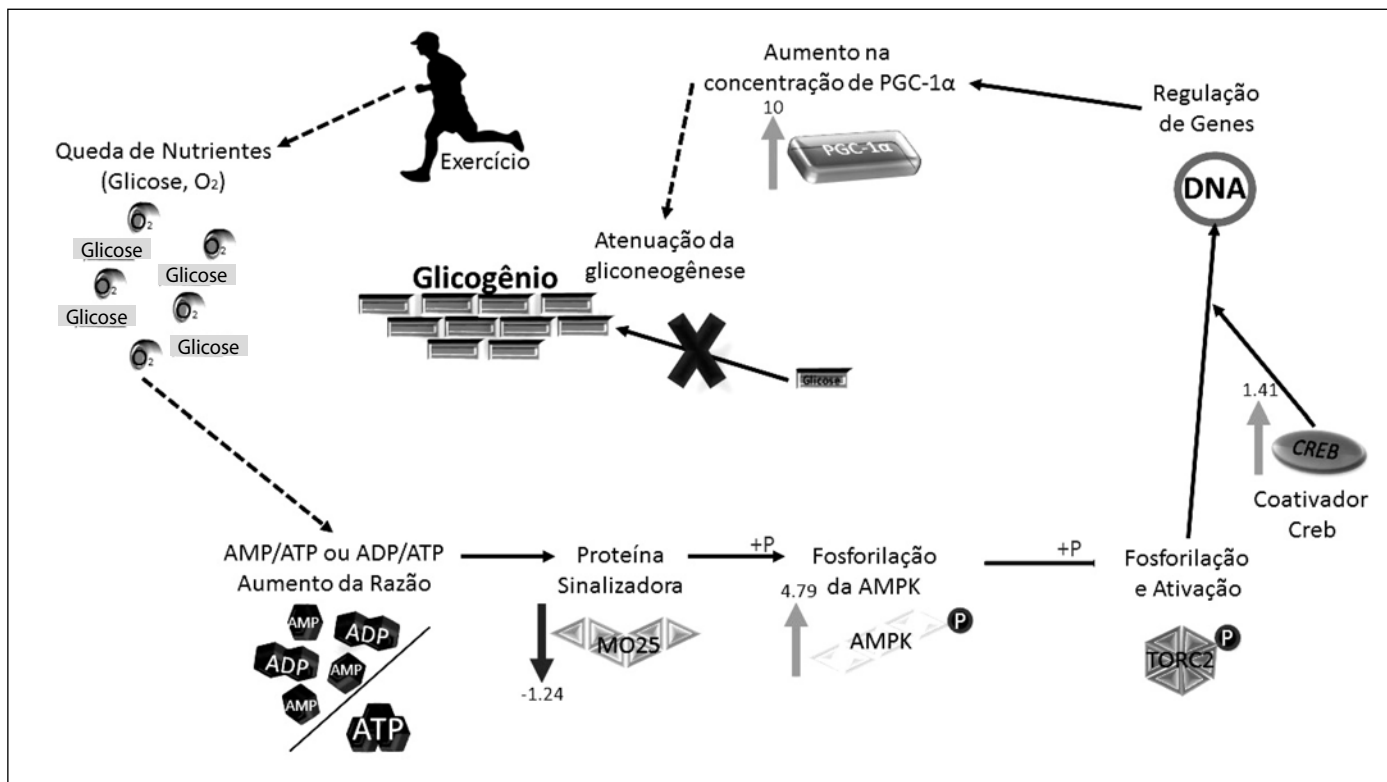 Exercício
Queda de Nutrientes
(Glicose, O₂)
O₂
Glicose
O₂
Glicose
O₂
Glicose
O₂
Glicose
O₂
AMP/ATP ou ADP/ATP
Aumento da Razão
AMP
ADP
ADP
AMP
AMP
ATP
Proteína
Sinalizadora
MO25
-1.24
+P
Fosforilação
da AMPK
4.79
AMPK
P
+P
Fosforilação
e Ativação
TORC2
P
1.41
CREB
Coativador
Creb
DNA
Regulação
de Genes
Aumento na
concentração de PGC-1α
10
PGC-1α
Atenuação da
gliconeogênese
Glicogênio
Glicose